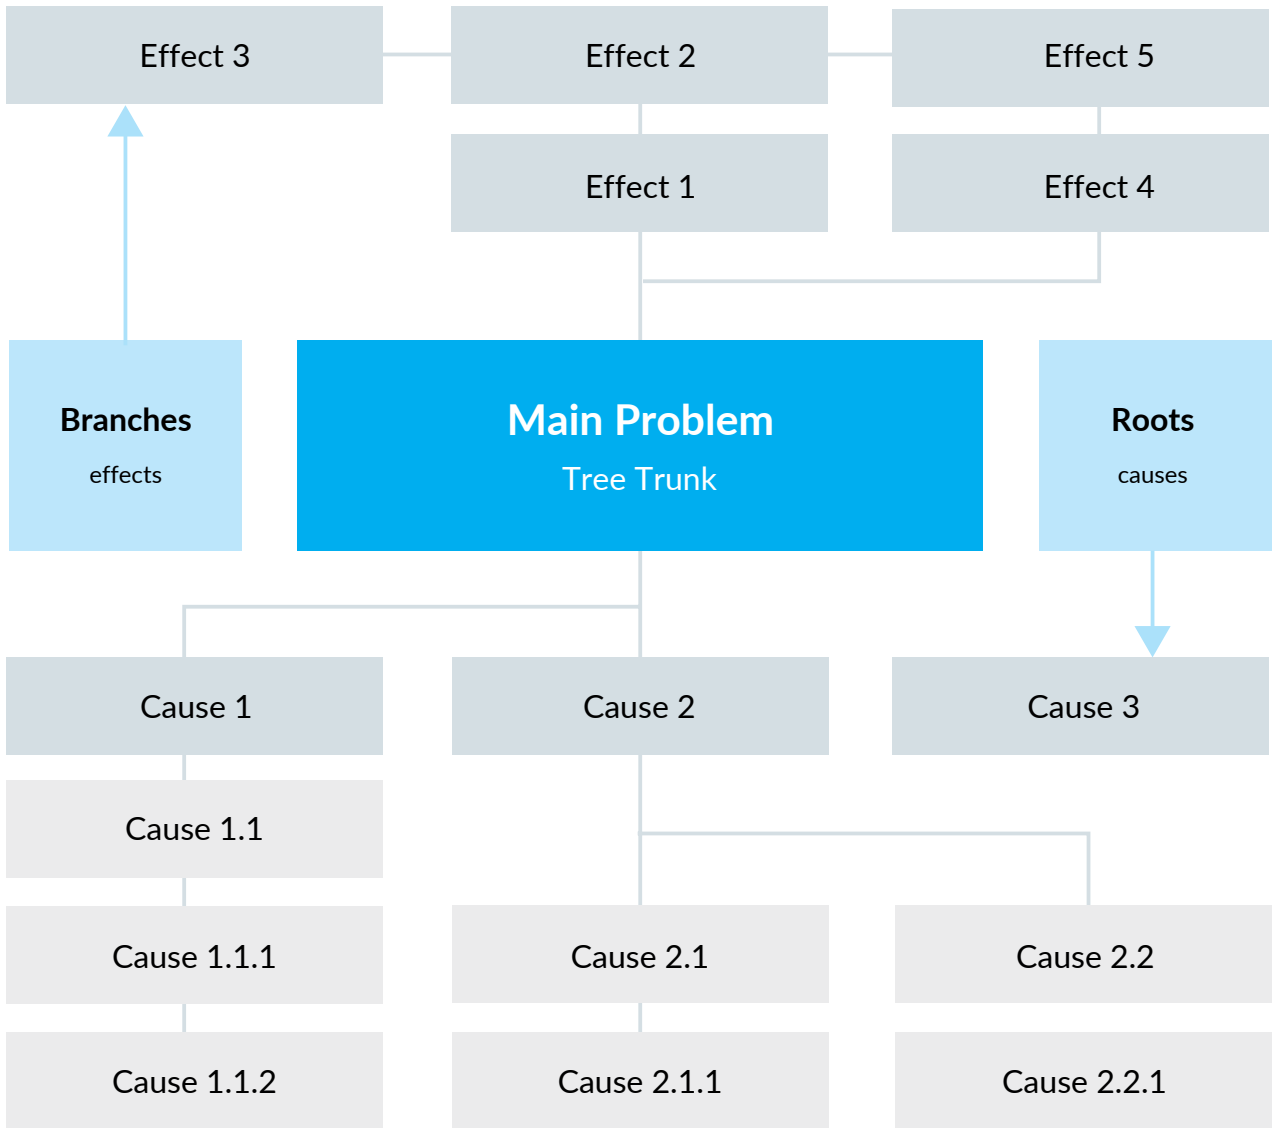 Effect 3
Effect 2
Effect 5
Effect 1
Effect 4
Branches
effects
Main Problem
Tree Trunk
Roots
causes
Cause 1
Cause 2
Cause 3
Cause 1.1
Cause 1.1.1
Cause 2.1
Cause 2.2
Cause 1.1.2
Cause 2.1.1
Cause 2.2.1